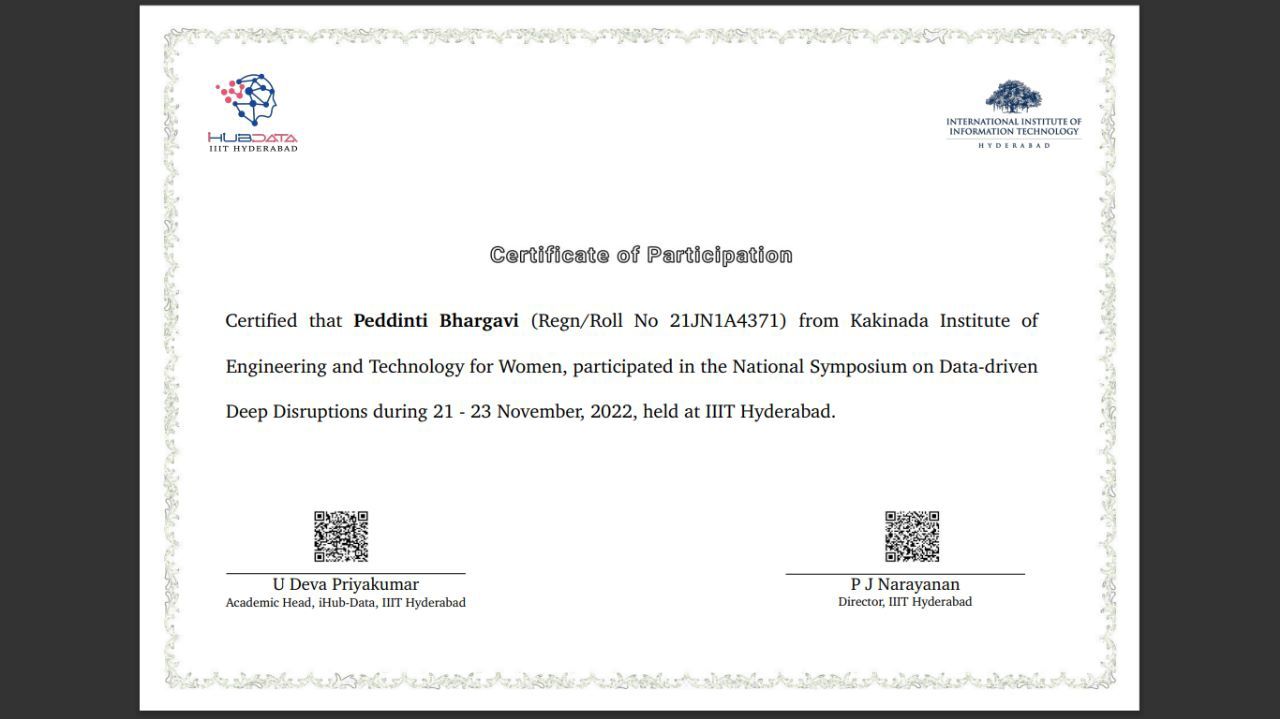 HUBDATA
IIIT HYDERABAD
INTERNATIONAL INSTITUTE OF
INFORMATION TECHNOLOGY
HYDERABAD
Certificate of Participation
Certified that Peddinti Bhargavi (Regn/Roll No 21JN1A4371) from Kakinada Institute of
Engineering and Technology for Women, participated in the National Symposium on Data-driven
Deep Disruptions during 21 - 23 November, 2022, held at IIIT Hyderabad.
U Deva Priyakumar
Academic Head, iHub-Data, IIIT Hyderabad
P J Narayanan
Director, IIIT Hyderabad